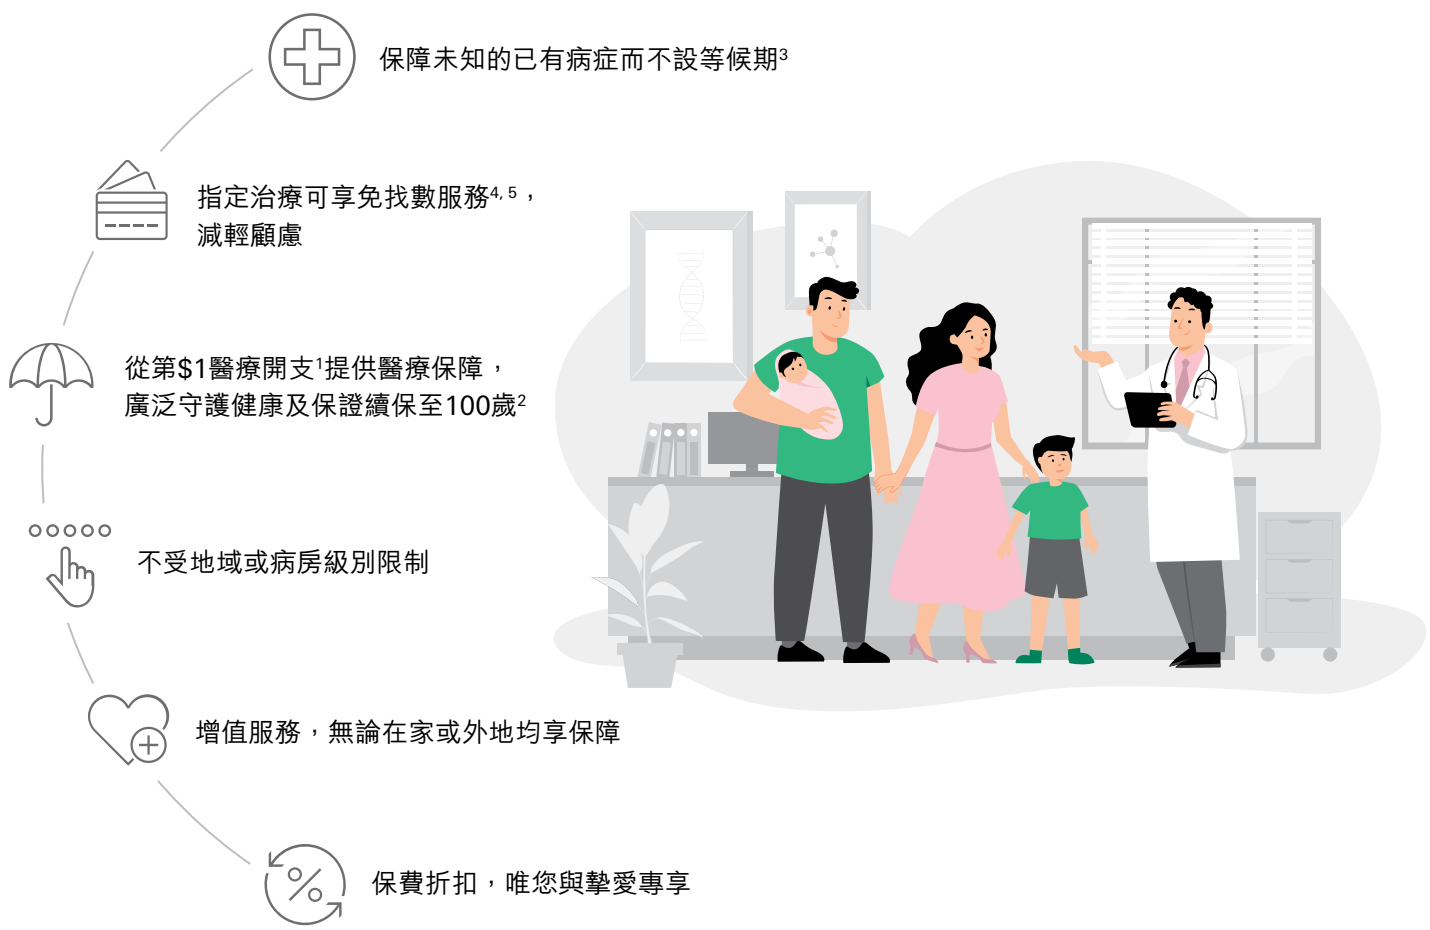 保障未知的已有病症而不設等候期³
指定治療可享免找數服務⁴˒ ⁵，
減輕顧慮
從第$1醫療開支¹提供醫療保障，
廣泛守護健康及保證續保至100歲²
不受地域或病房級別限制
增值服務，無論在家或外地均享保障
保費折扣，唯您與摯愛專享